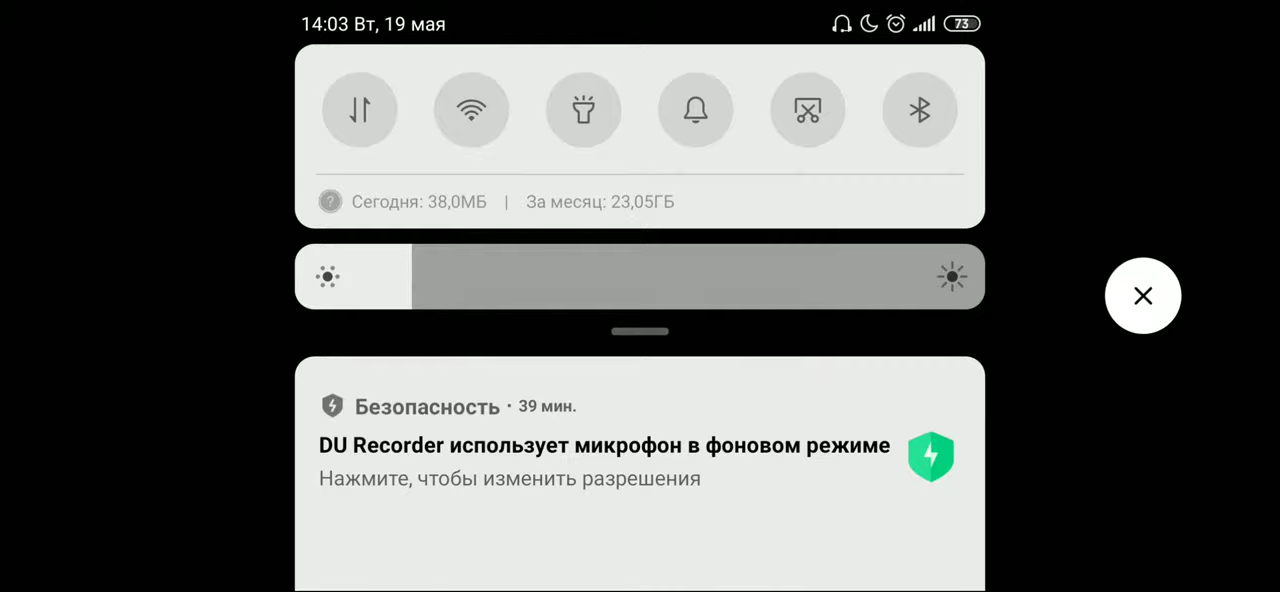 14:03 Вт, 19 мая 73
Сегодня: 38,0МБ | За месяц: 23,05ГБ
Безопасность · 39 мин.
DU Recorder использует микрофон в фоновом режиме
Нажмите, чтобы изменить разрешения